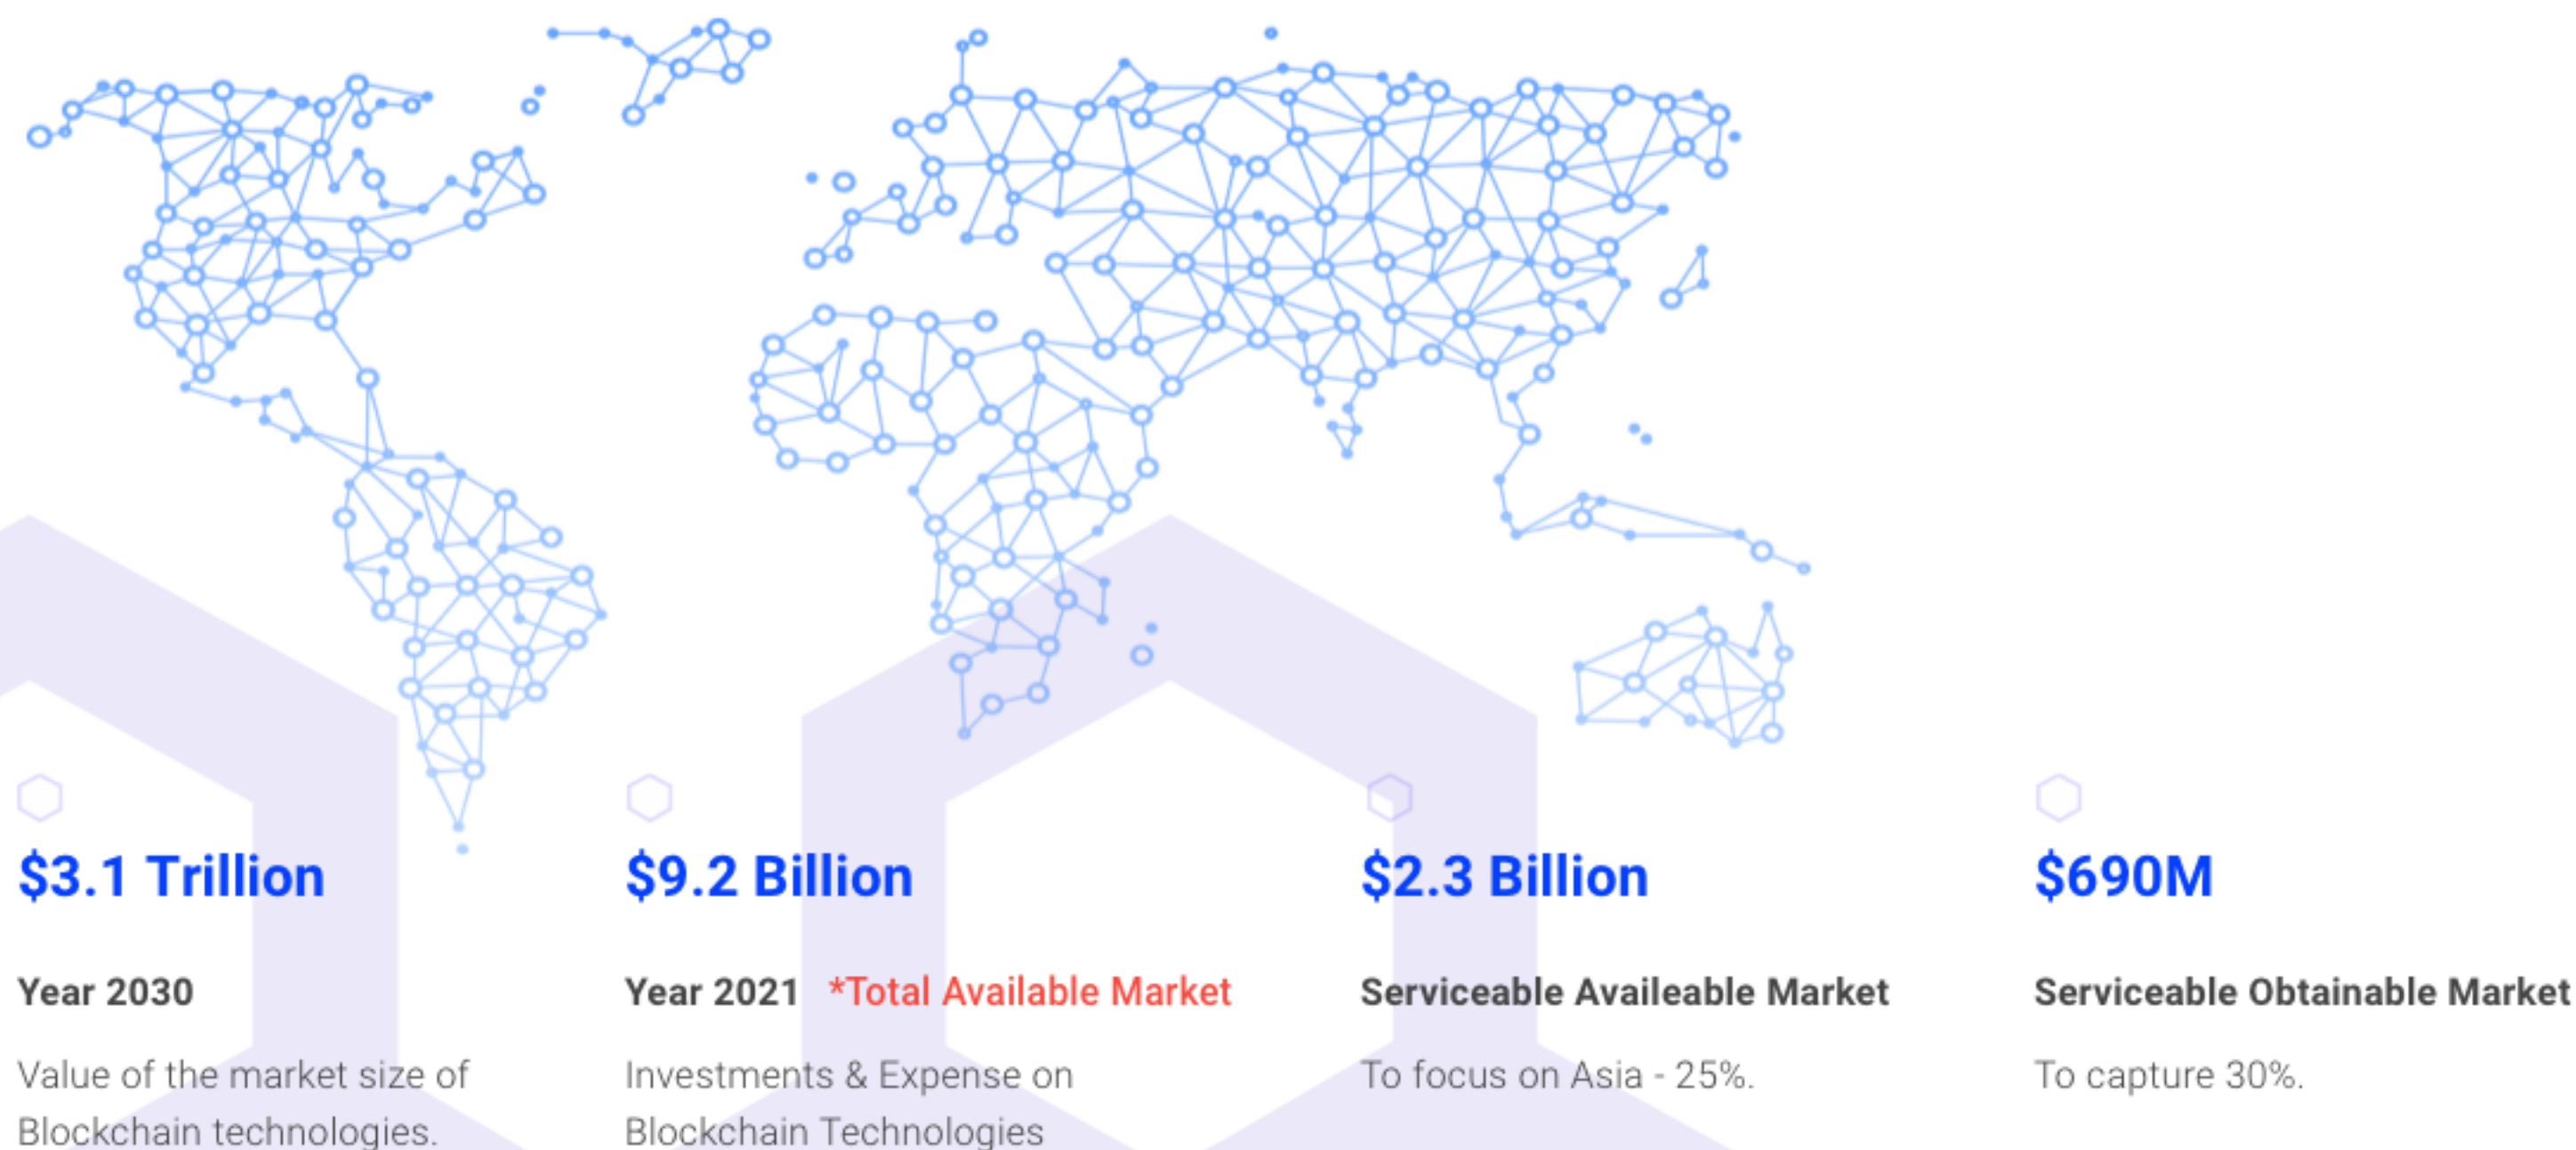 $3.1 Trillion
Year 2030
Value of the market size of
Blockchain technologies.
$9.2 Billion
Year 2021 *Total Available Market
Investments & Expense on
Blockchain Technologies
$2.3 Billion
Serviceable Availeable Market
To focus on Asia - 25%.
$690M
Serviceable Obtainable Market
To capture 30%.